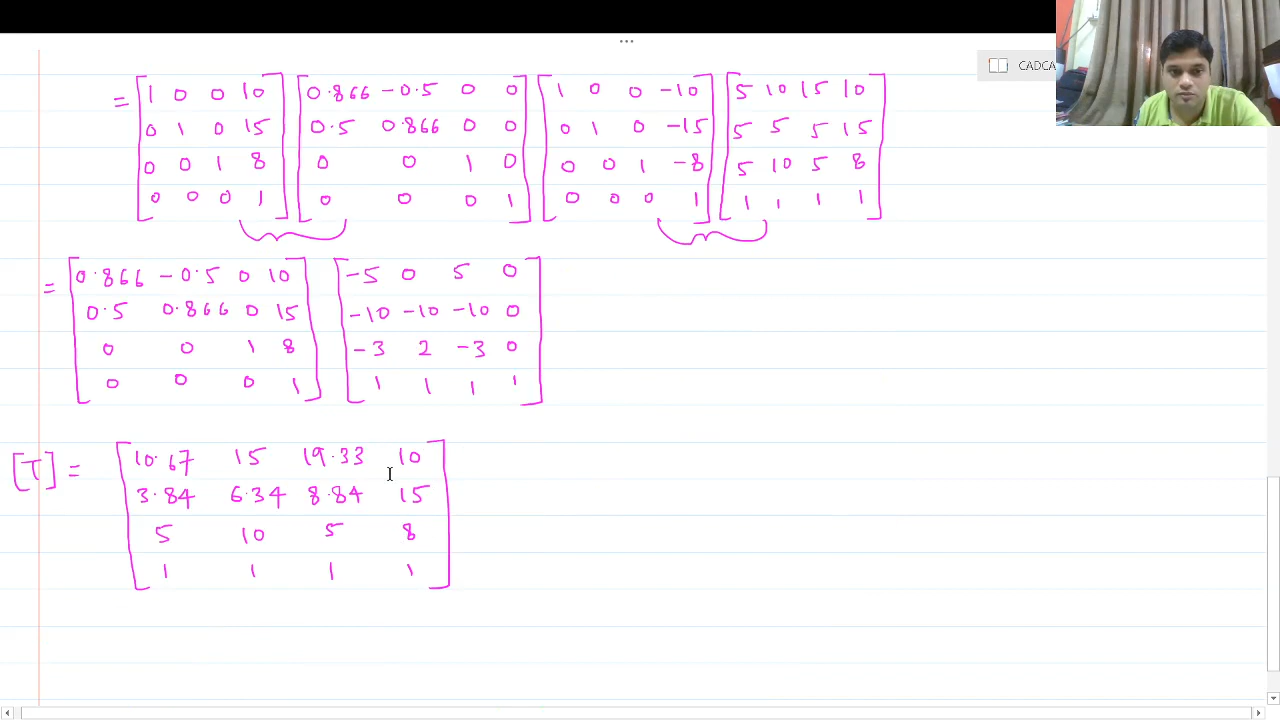 ...
CADCA
= [1 0 0 10] [0.866 -0.5 0 0] [1 0 0 -10] [5 10 15 10]
[0 1 0 15] [0.5 0.866 0 0] [0 1 0 -15] [5 5 5 15]
[0 0 1 8] [0 0 1 0] [0 0 1 -8] [5 10 5 8]
[0 0 0 1] [0 0 0 1] [0 0 0 1] [1 1 1 1]
= [0.866 -0.5 0 10] [-5 0 5 0]
[0.5 0.866 0 15] [-10 -10 -10 0]
[0 0 1 8] [-3 2 -3 0]
[0 0 0 1] [1 1 1 1]
[T] = [10.67 15 19.33 10]
[3.84 6.34 8.84 15]
[5 10 5 8]
[1 1 1 1]